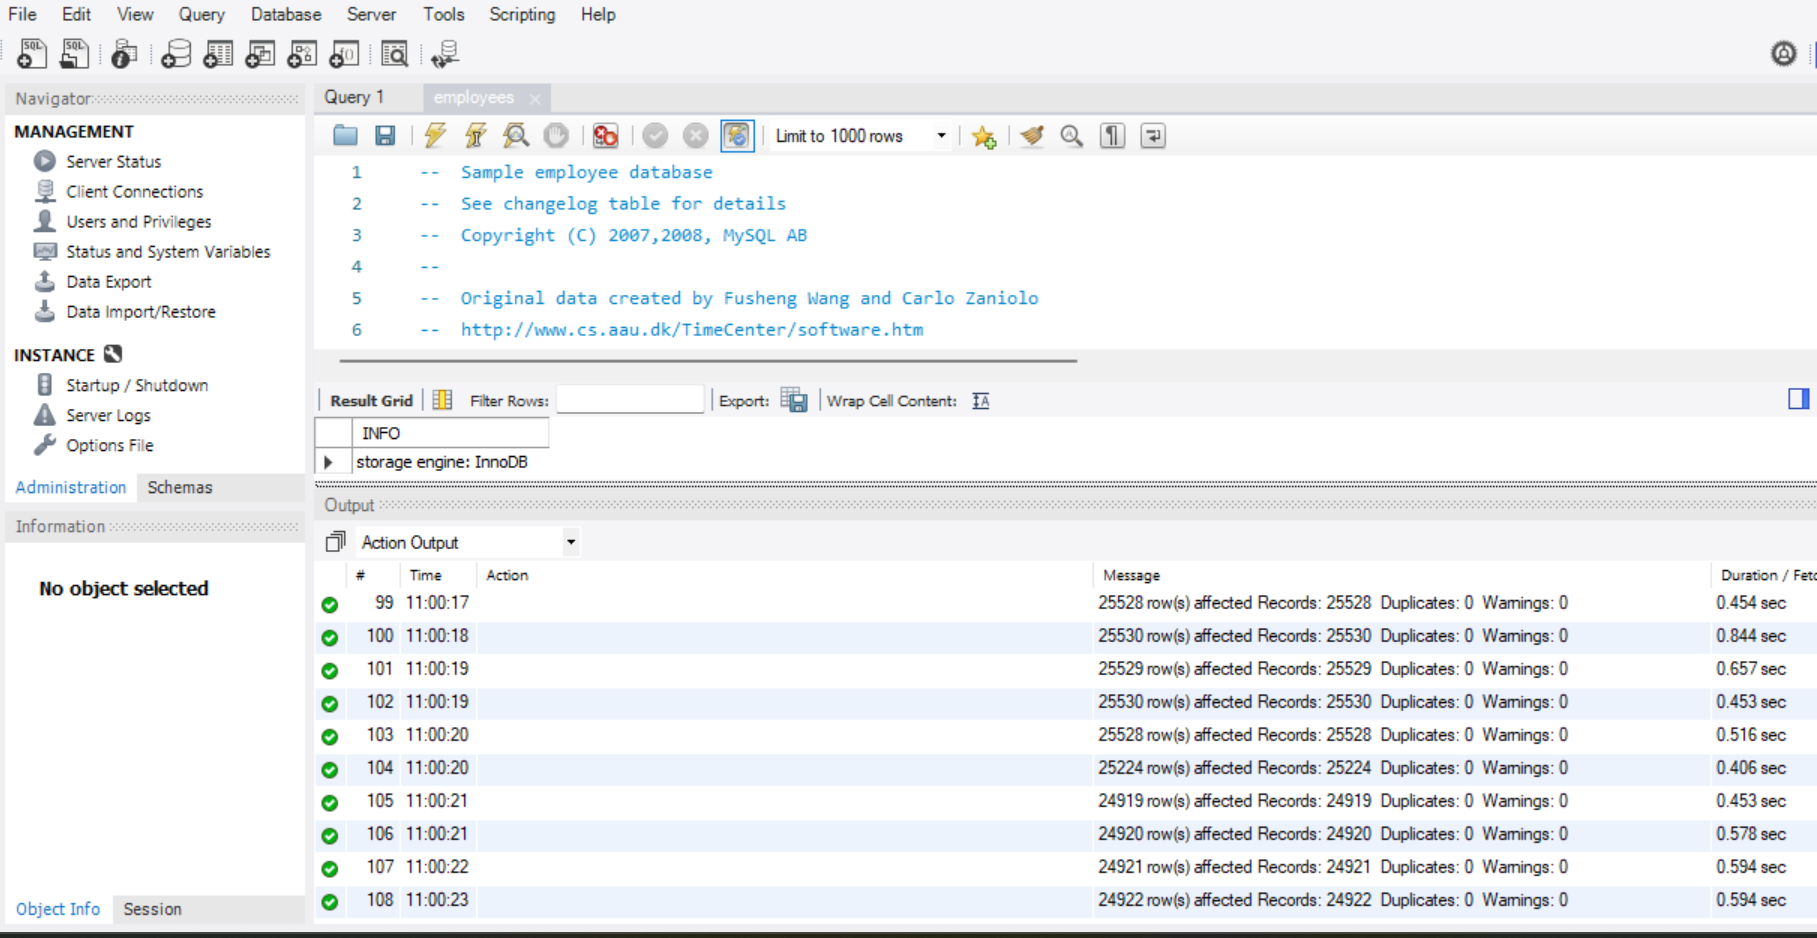 File Edit View Query Database Server Tools Scripting Help
Navigator
MANAGEMENT
Server Status
Client Connections
Users and Privileges
Status and System Variables
Data Export
Data Import/Restore
INSTANCE
Startup / Shutdown
Server Logs
Options File
Administration Schemas
Information
No object selected
Object Info Session
Query 1 employees
Limit to 1000 rows
1 -- Sample employee database
2 -- See changelog table for details
3 -- Copyright (C) 2007,2008, MySQL AB
4 --
5 -- Original data created by Fusheng Wang and Carlo Zaniolo
6 -- http://www.cs.aau.dk/TimeCenter/software.htm
Result Grid Filter Rows: Export: Wrap Cell Content:
INFO
storage engine: InnoDB
Output
Action Output
# Time Action Message Duration / Fetc
99 11:00:17 25528 row(s) affected Records: 25528 Duplicates: 0 Warnings: 0 0.454 sec
100 11:00:18 25530 row(s) affected Records: 25530 Duplicates: 0 Warnings: 0 0.844 sec
101 11:00:19 25529 row(s) affected Records: 25529 Duplicates: 0 Warnings: 0 0.657 sec
102 11:00:19 25530 row(s) affected Records: 25530 Duplicates: 0 Warnings: 0 0.453 sec
103 11:00:20 25528 row(s) affected Records: 25528 Duplicates: 0 Warnings: 0 0.516 sec
104 11:00:20 25224 row(s) affected Records: 25224 Duplicates: 0 Warnings: 0 0.406 sec
105 11:00:21 24919 row(s) affected Records: 24919 Duplicates: 0 Warnings: 0 0.453 sec
106 11:00:21 24920 row(s) affected Records: 24920 Duplicates: 0 Warnings: 0 0.578 sec
107 11:00:22 24921 row(s) affected Records: 24921 Duplicates: 0 Warnings: 0 0.594 sec
108 11:00:23 24922 row(s) affected Records: 24922 Duplicates: 0 Warnings: 0 0.594 sec